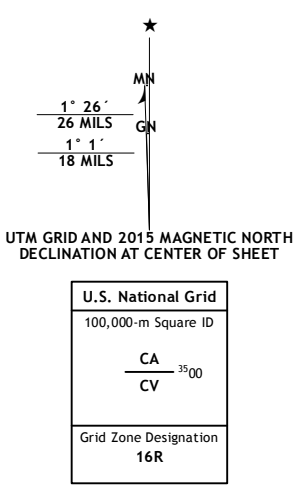 ★
MN
1° 26´
26 MILS
GN
1° 1´
18 MILS
UTM GRID AND 2015 MAGNETIC NORTH
DECLINATION AT CENTER OF SHEET
U.S. National Grid
100,000-m Square ID
CA
3500
CV
Grid Zone Designation
16R